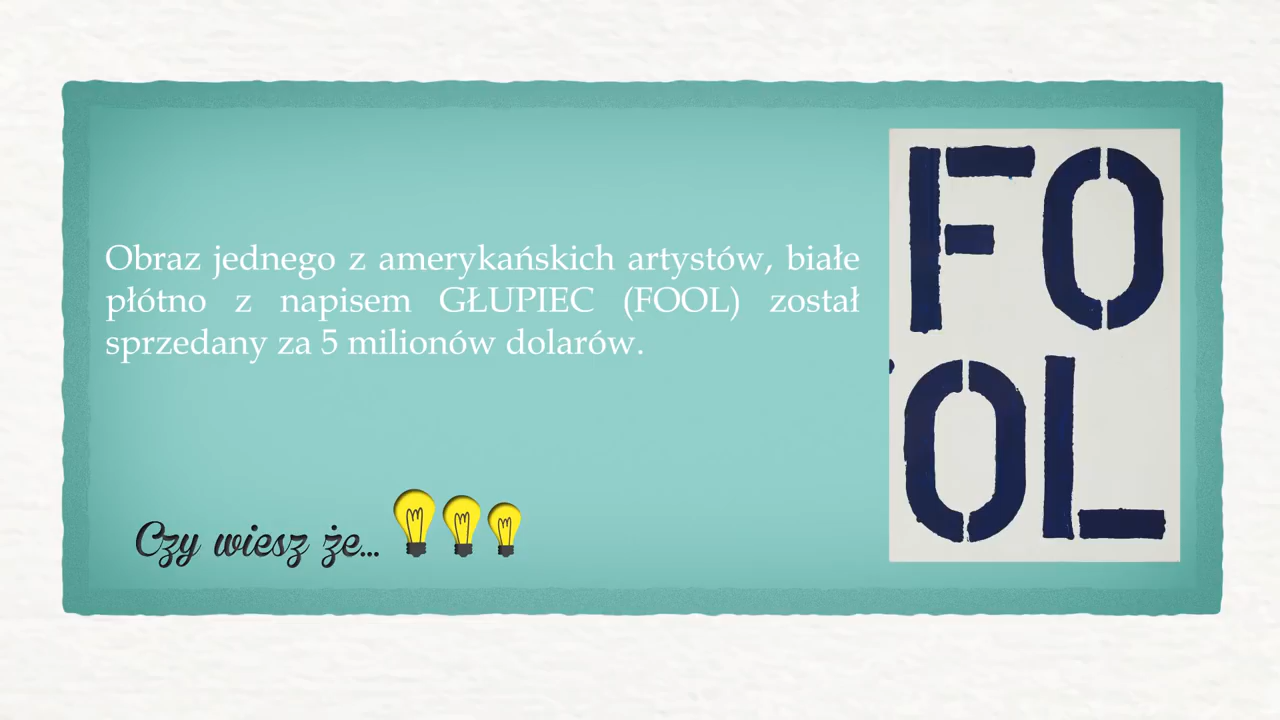 Obraz jednego z amerykańskich artystów, białe
płótno z napisem GŁUPIEC (FOOL) został
sprzedany za 5 milionów dolarów.
Czy wiesz że...
FO
OL